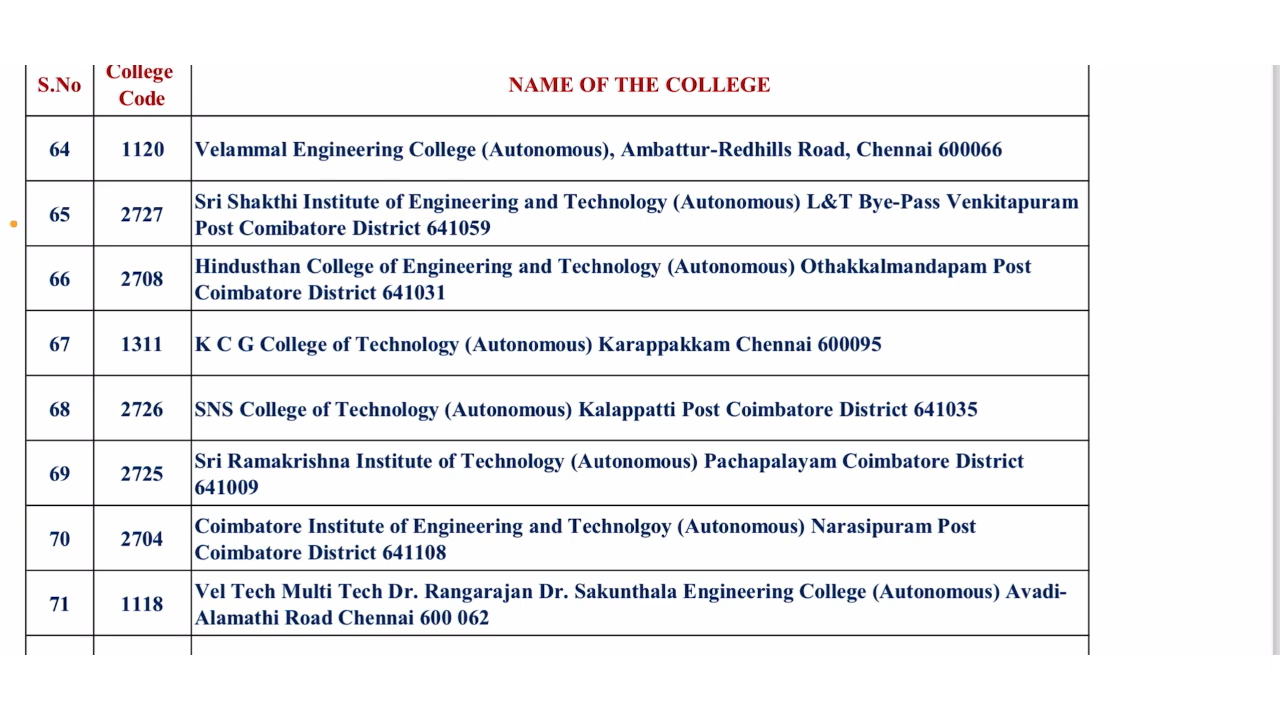 S.No
College
Code
NAME OF THE COLLEGE
64
1120
Velammal Engineering College (Autonomous), Ambattur-Redhills Road, Chennai 600066
65
2727
Sri Shakthi Institute of Engineering and Technology (Autonomous) L&T Bye-Pass Venkitapuram
Post Comibatore District 641059
66
2708
Hindusthan College of Engineering and Technology (Autonomous) Othakkalmandapam Post
Coimbatore District 641031
67
1311
K C G College of Technology (Autonomous) Karappakkam Chennai 600095
68
2726
SNS College of Technology (Autonomous) Kalappatti Post Coimbatore District 641035
69
2725
Sri Ramakrishna Institute of Technology (Autonomous) Pachapalayam Coimbatore District
641009
70
2704
Coimbatore Institute of Engineering and Technolgoy (Autonomous) Narasipuram Post
Coimbatore District 641108
71
1118
Vel Tech Multi Tech Dr. Rangarajan Dr. Sakunthala Engineering College (Autonomous) Avadi-
Alamathi Road Chennai 600 062